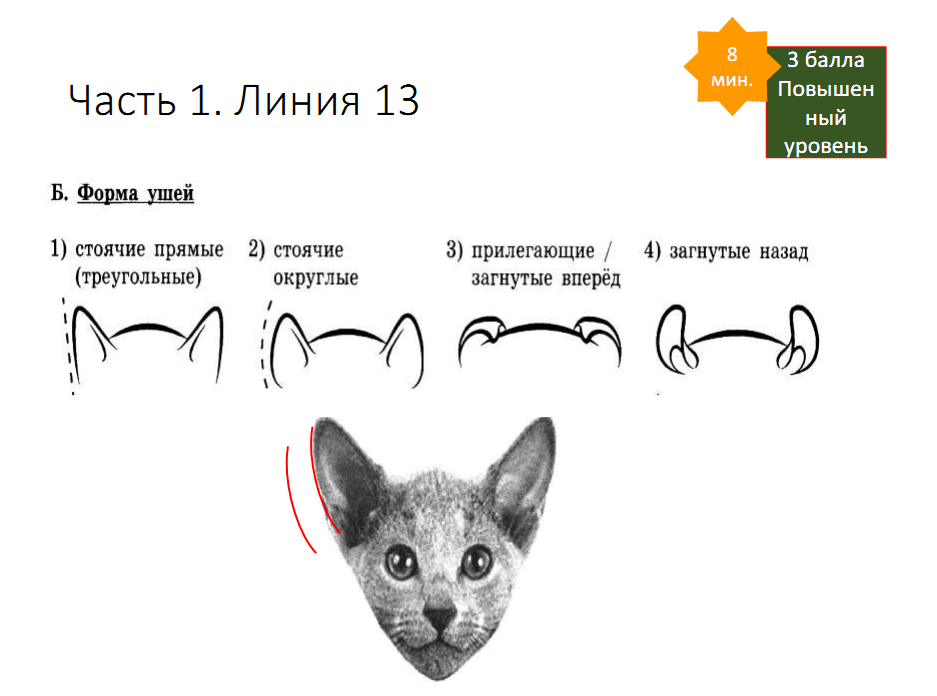 Часть 1. Линия 13
8
мин.
3 балла
Повышен
ный
уровень
Б. Форма ушей
1) стоячие прямые
(треугольные)
2) стоячие
округлые
3) прилегающие /
загнутые вперёд
4) загнутые назад